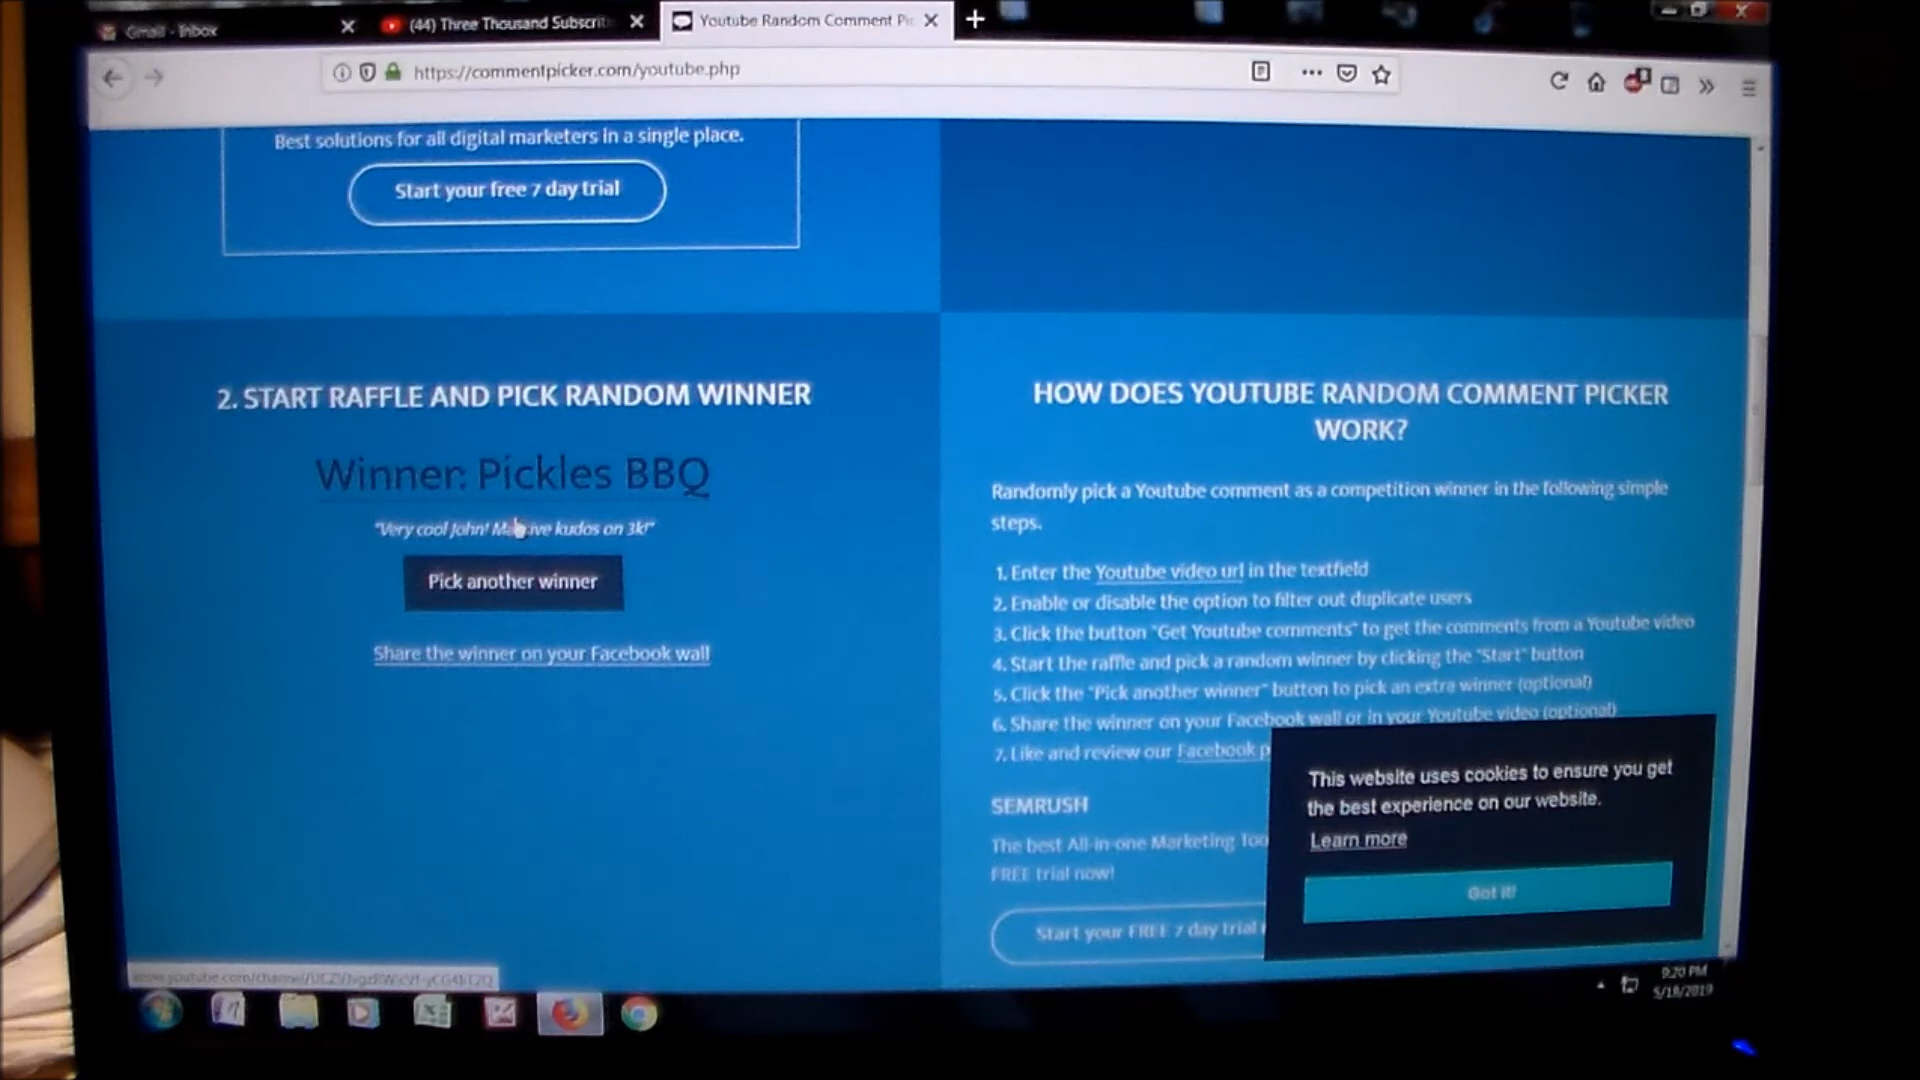 Gmail - Inbox
(44) Three Thousand Subscrib
Youtube Random Comment Pi
https://commentpicker.com/youtube.php
Best solutions for all digital marketers in a single place.
Start your free 7 day trial
2. START RAFFLE AND PICK RANDOM WINNER
Winner: Pickles BBQ
"Very cool John! Massive kudos on 3k!"
Pick another winner
Share the winner on your Facebook wall
HOW DOES YOUTUBE RANDOM COMMENT PICKER
WORK?
Randomly pick a Youtube comment as a competition winner in the following simple
steps.
1. Enter the Youtube video url in the textfield
2. Enable or disable the option to filter out duplicate users
3. Click the button "Get Youtube comments" to get the comments from a Youtube video
4. Start the raffle and pick a random winner by clicking the "Start" button
5. Click the "Pick another winner" button to pick an extra winner (optional)
6. Share the winner on your Facebook wall or in your Youtube video (optional)
7. Like and review our Facebook p
SEMRUSH
The best All-in-one Marketing Too
FREE trial now!
Start your FREE 7 day trial
This website uses cookies to ensure you get
the best experience on our website.
Learn more
Got it!
9:20 PM
5/18/2019